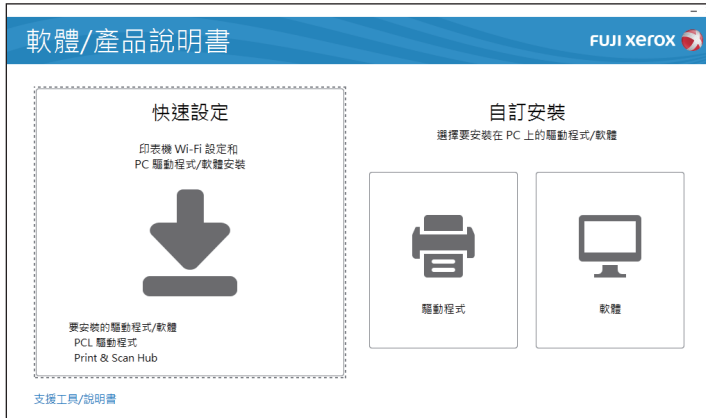 軟體/產品說明書
FUJI xerox
快速設定
印表機 Wi-Fi 設定和
PC 驅動程式/軟體安裝
要安裝的驅動程式/軟體
PCL 驅動程式
Print & Scan Hub
自訂安裝
選擇要安裝在 PC 上的驅動程式/軟體
驅動程式
軟體
支援工具/說明書